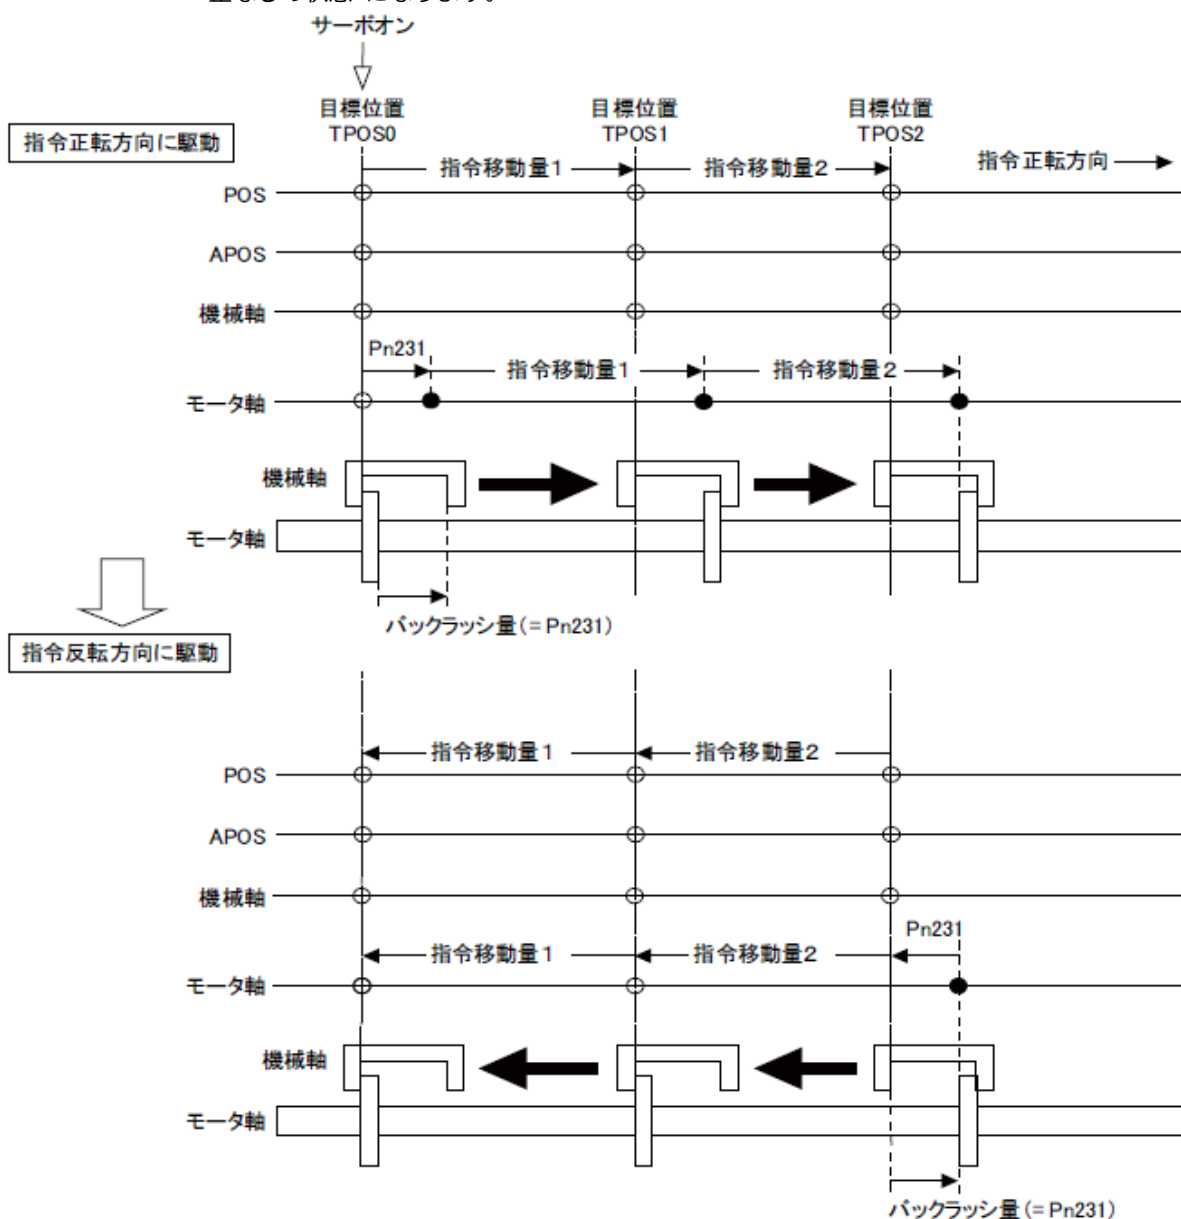 サーボオン
目標位置 目標位置 目標位置
TPOS0 TPOS1 TPOS2
指令正転方向に駆動
指令移動量1 指令移動量2 指令正転方向
POS
APOS
機械軸
Pn231
指令移動量1 指令移動量2
モータ軸
機械軸
モータ軸
バックラッシ量(=Pn231)
指令反転方向に駆動
指令移動量1 指令移動量2
POS
APOS
機械軸
Pn231
指令移動量1 指令移動量2
モータ軸
機械軸
モータ軸
バックラッシ量(=Pn231)